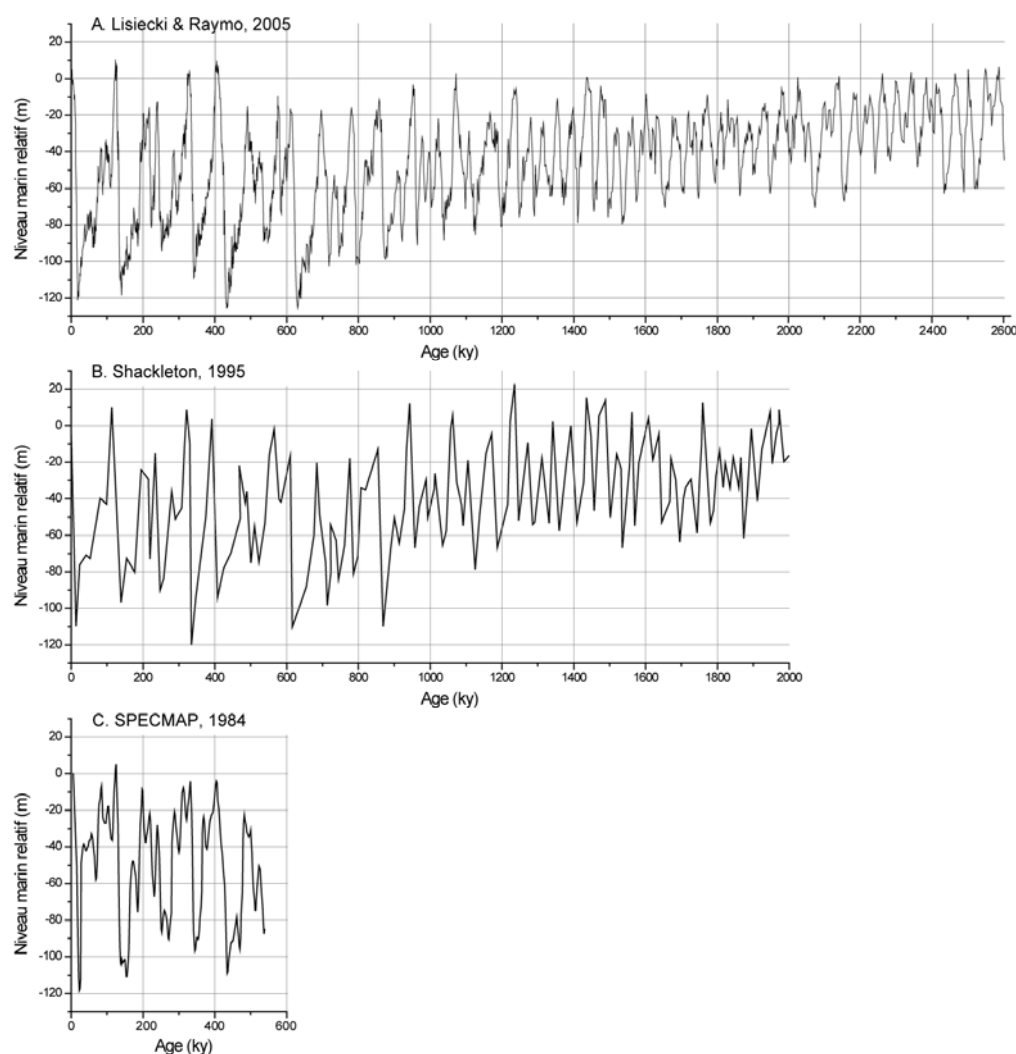 A. Lisiecki & Raymo, 2005
20
0
-20
-40
-60
-80
-100
-120
Niveau marin relatif (m)
0 200 400 600 800 1000 1200 1400 1600 1800 2000 2200 2400 2600
Age (ky)
B. Shackleton, 1995
20
0
-20
-40
-60
-80
-100
-120
Niveau marin relatif (m)
0 200 400 600 800 1000 1200 1400 1600 1800 2000
Age (ky)
C. SPECMAP, 1984
20
0
-20
-40
-60
-80
-100
-120
Niveau marin relatif (m)
0 200 400 600
Age (ky)